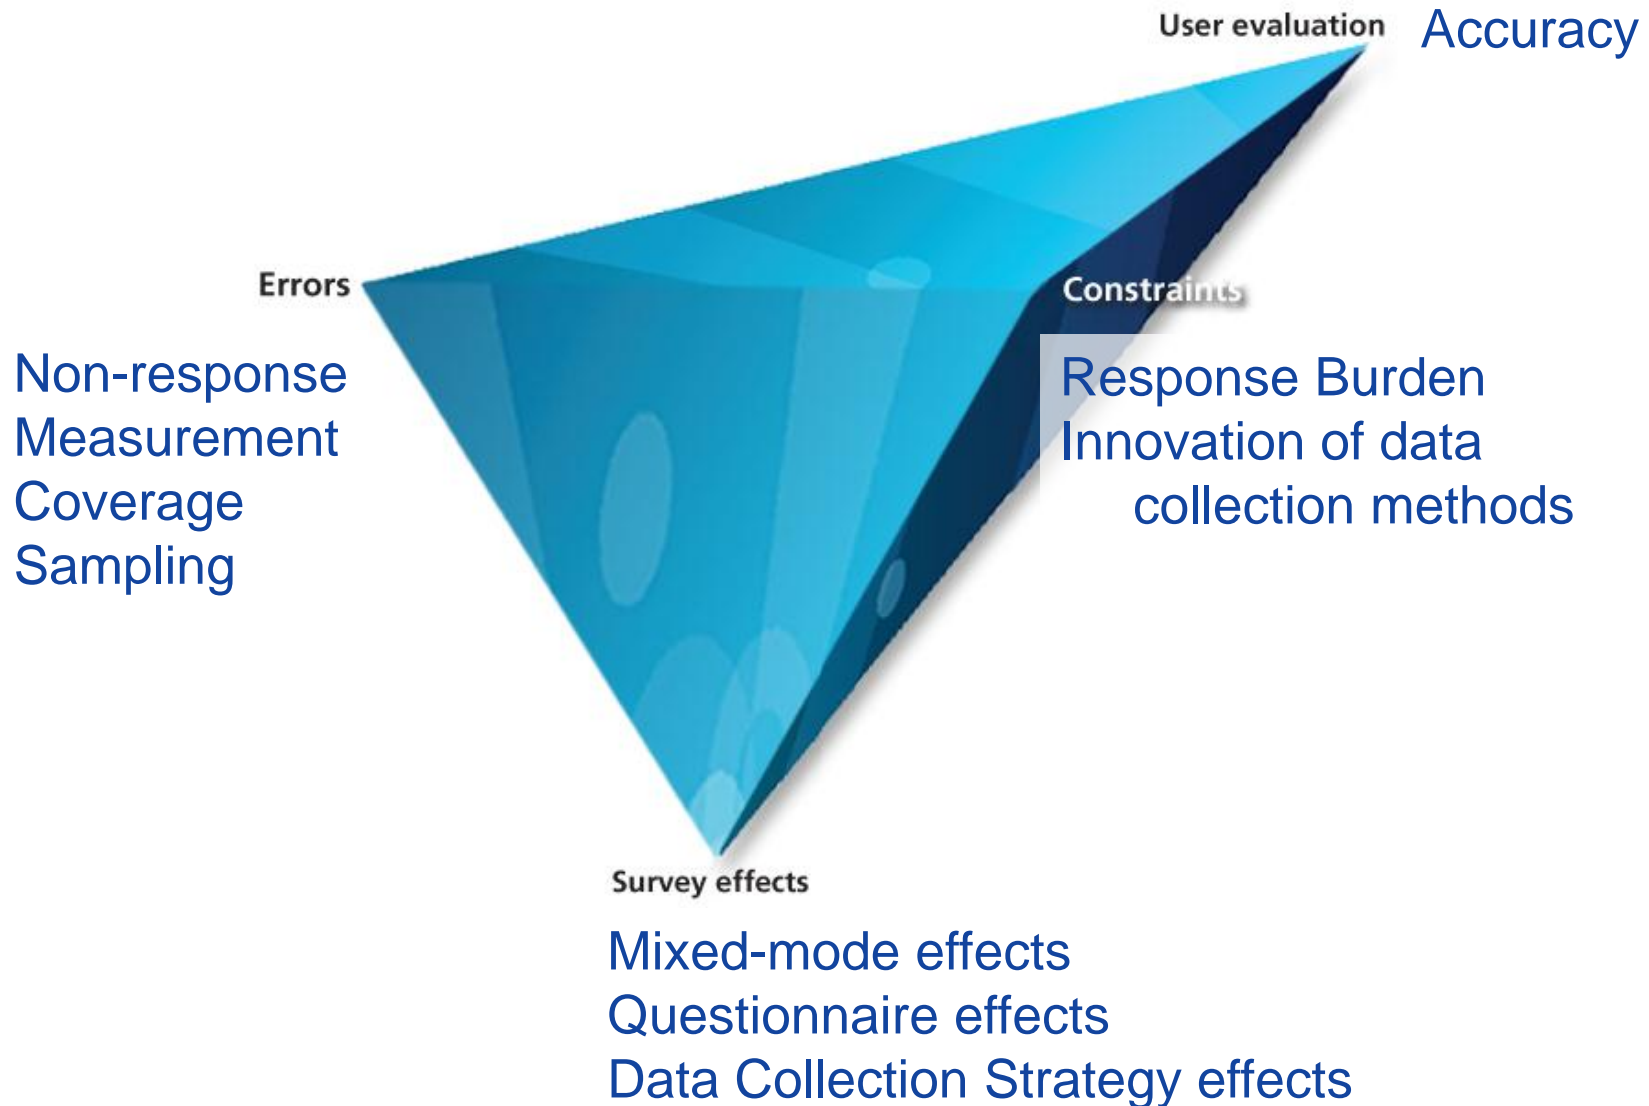 User evaluation
Accuracy
Errors
Constraints
Non-response
Measurement
Coverage
Sampling
Response Burden
Innovation of data
collection methods
Survey effects
Mixed-mode effects
Questionnaire effects
Data Collection Strategy effects